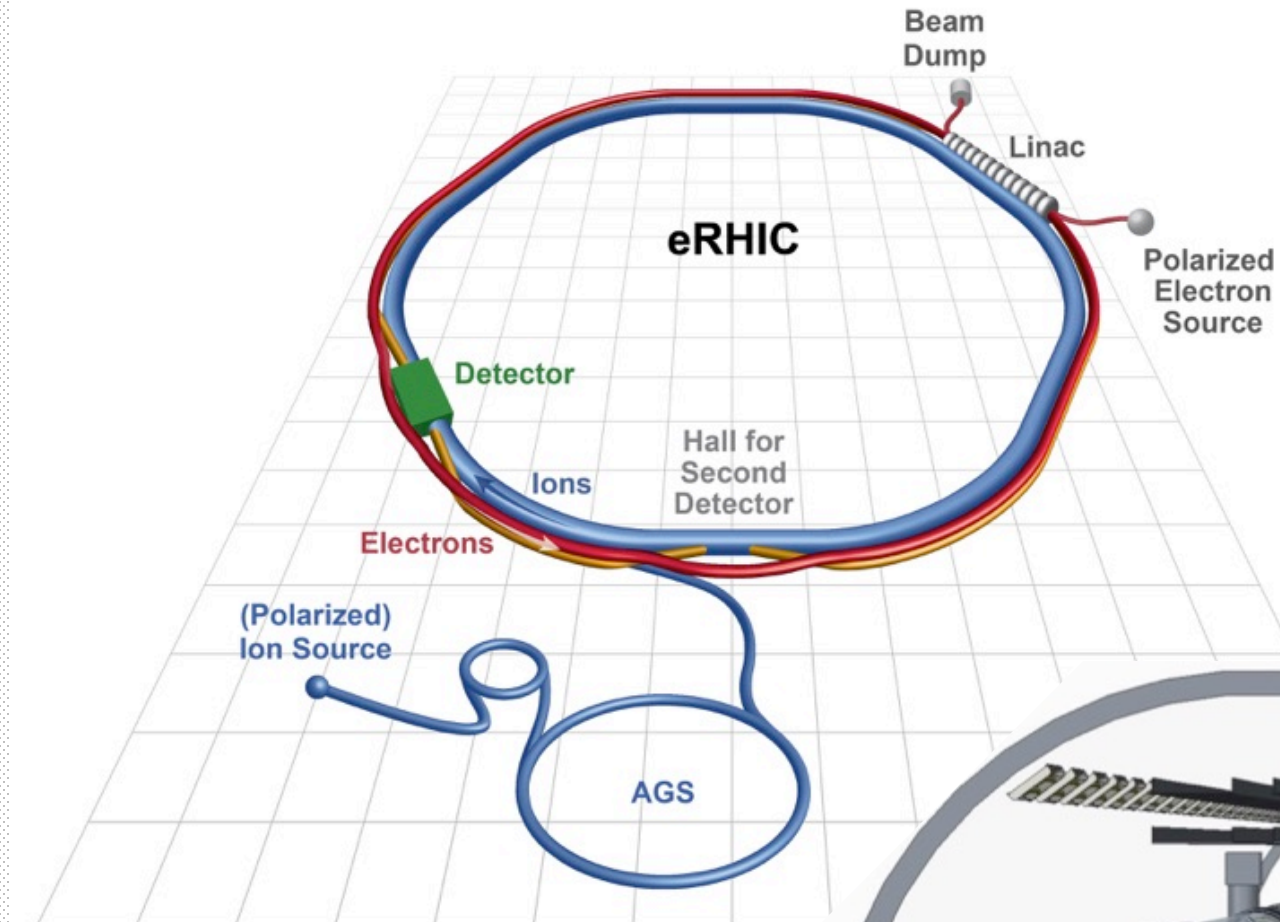 Beam
Dump
Linac
eRHIC
Polarized
Electron
Source
Detector
Hall for
Second
Detector
Ions
Electrons
(Polarized)
Ion Source
AGS